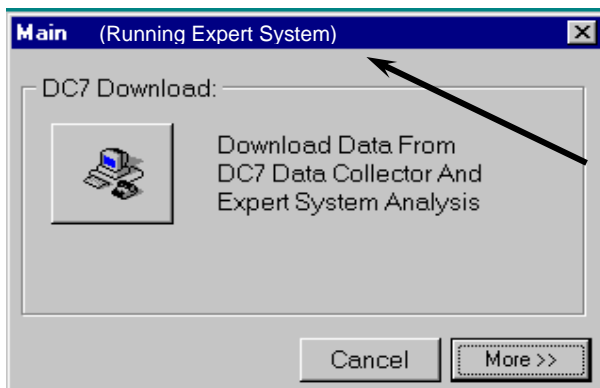 Main (Running Expert System)
DC7 Download:
Download Data From
DC7 Data Collector And
Expert System Analysis
Cancel More >>